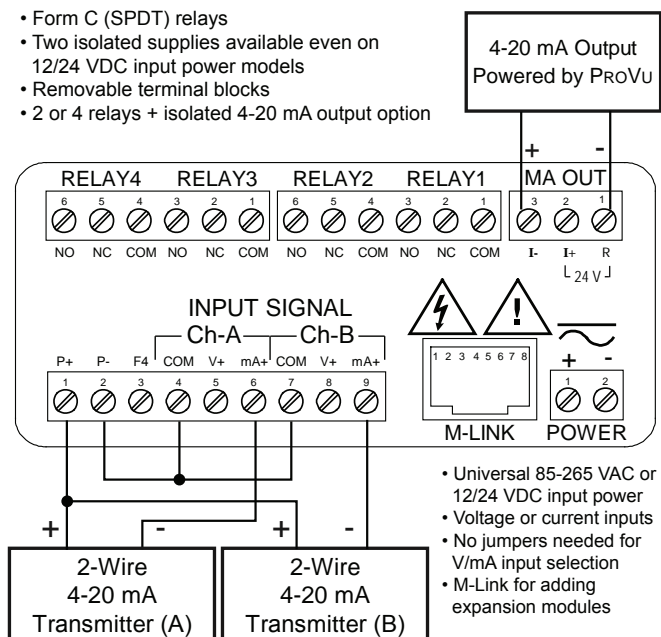 • Form C (SPDT) relays
• Two isolated supplies available even on
12/24 VDC input power models
• Removable terminal blocks
• 2 or 4 relays + isolated 4-20 mA output option
4-20 mA Output
Powered by PROVU
+ -
RELAY4 RELAY3 RELAY2 RELAY1 MA OUT
6 5 4 3 2 1 6 5 4 3 2 1 3 2 1
NO NC COM NO NC COM NO NC COM NO NC COM I- I+ R
24 V
INPUT SIGNAL
Ch-A Ch-B
P+ P- F4 COM V+ mA+ COM V+ mA+
1 2 3 4 5 6 7 8 9
!
1 2 3 4 5 6 7 8
M-LINK
+ -
1 2
POWER
+ - + -
2-Wire
4-20 mA
Transmitter (A)
2-Wire
4-20 mA
Transmitter (B)
• Universal 85-265 VAC or
12/24 VDC input power
• Voltage or current inputs
• No jumpers needed for
V/mA input selection
• M-Link for adding
expansion modules